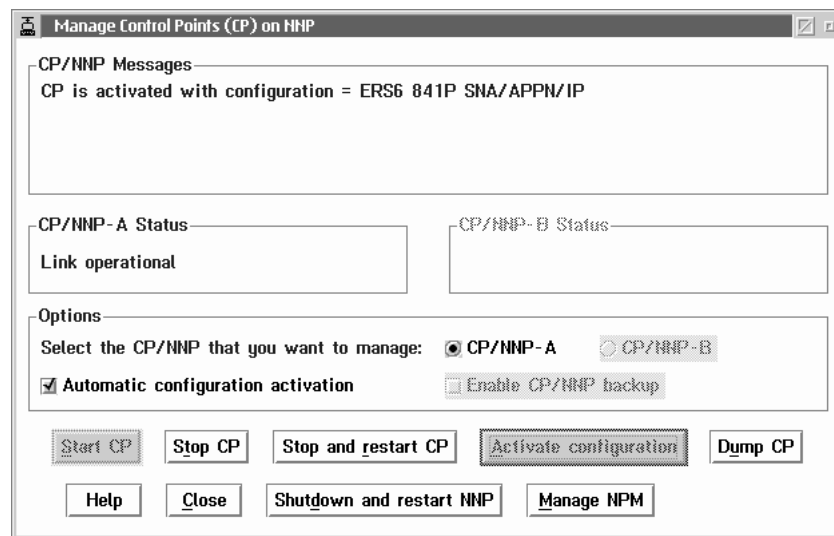 Manage Control Points (CP) on NNP
CP/NNP Messages
CP is activated with configuration = ERS6 841P SNA/APPN/IP
CP/NNP-A Status
CP/NNP-B Status
Link operational
Options
Select the CP/NNP that you want to manage: CP/NNP-A CP/NNP-B
Automatic configuration activation Enable CP/NNP backup
Start CP Stop CP Stop and restart CP Activate configuration Dump CP
Help Close Shutdown and restart NNP Manage NPM